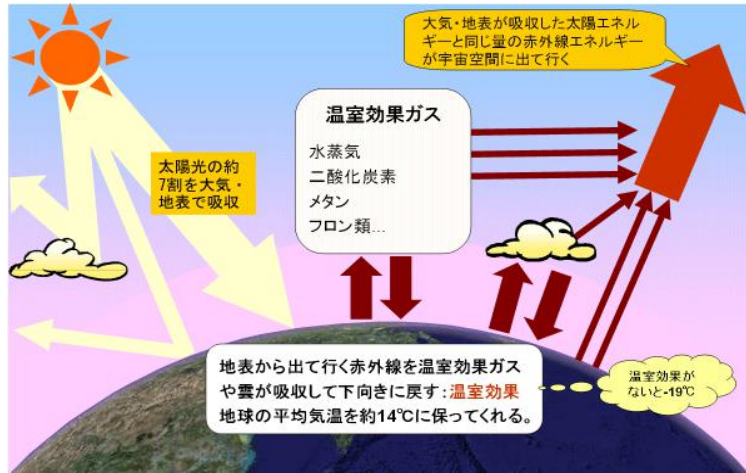 大気・地表が吸収した太陽エネル
ギーと同じ量の赤外線エネルギー
が宇宙空間に出て行く
温室効果ガス
水蒸気
二酸化炭素
メタン
フロン類…
太陽光の約
7割を大気・
地表で吸収
地表から出て行く赤外線を温室効果ガス
や雲が吸収して下向きに戻す：温室効果
地球の平均気温を約14℃に保ってくれる。
温室効果が
ないと-19℃